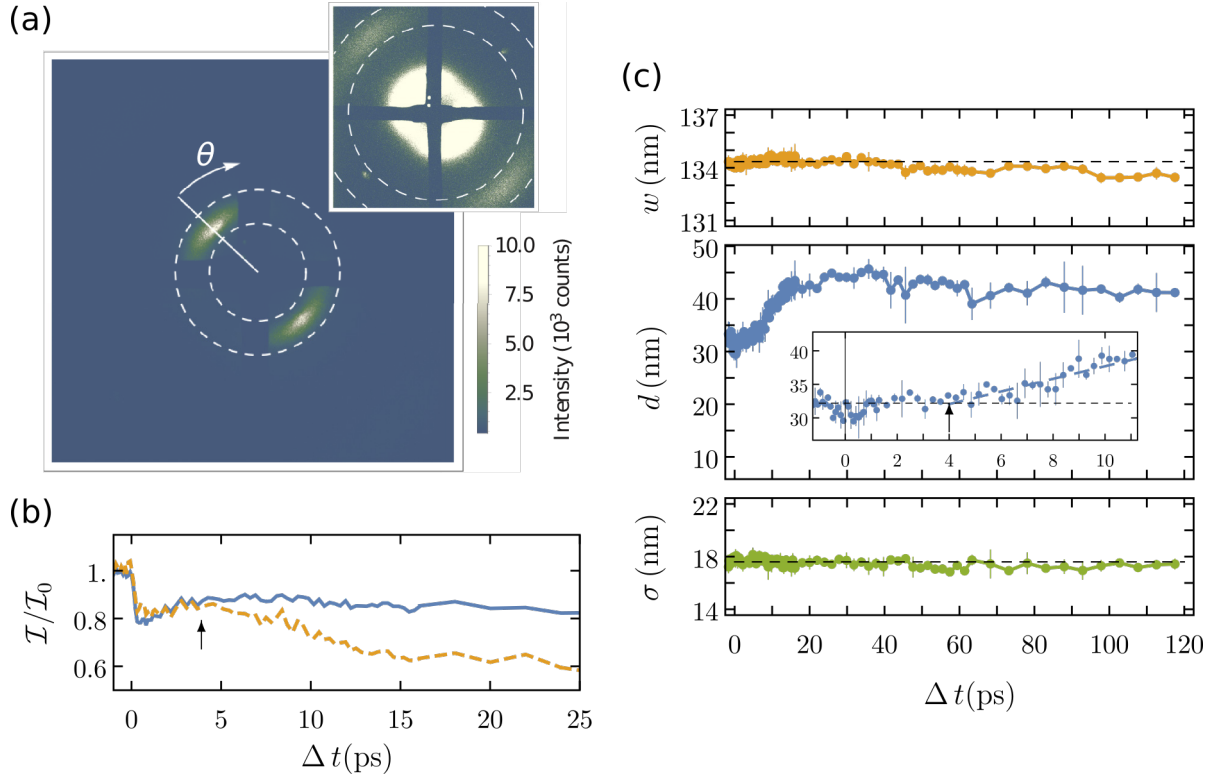 (a)
θ
10.0
7.5
5.0
2.5
Intensity (10³ counts)
(b)
1.
0.8
0.6
I/I₀
0 5 10 15 20 25
Δ t(ps)
(c)
137
134
131
w (nm)
50
40
30
20
10
d (nm)
40
35
30
0 2 4 6 8 10
22
18
14
σ (nm)
0 20 40 60 80 100 120
Δ t(ps)